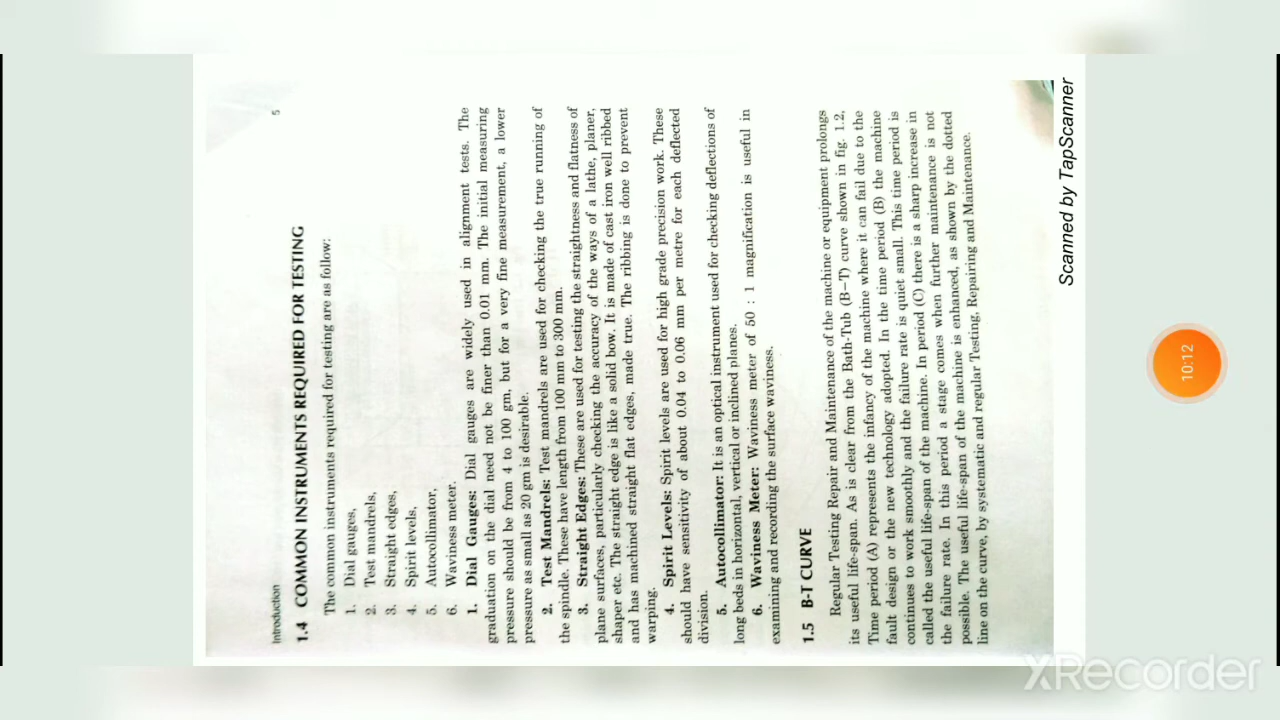 Introduction
5
1.4 COMMON INSTRUMENTS REQUIRED FOR TESTING
The common instruments required for testing are as follow:
1. Dial gauges,
2. Test mandrels,
3. Straight edges,
4. Spirit levels,
5. Autocollimator,
6. Waviness meter.
1. Dial Gauges: Dial gauges are widely used in alignment tests. The
graduation on the dial need not be finer than 0.01 mm. The initial measuring
pressure should be from 4 to 100 gm, but for a very fine measurement, a lower
pressure as small as 20 gm is desirable.
2. Test Mandrels: Test mandrels are used for checking the true running of
the spindle. These have length from 100 mm to 300 mm.
3. Straight Edges: These are used for testing the straightness and flatness of
plane surfaces, particularly checking the accuracy of the ways of a lathe, planer,
shaper etc. The straight edge is like a solid bow. It is made of cast iron well ribbed
and has machined straight flat edges, made true. The ribbing is done to prevent
warping.
4. Spirit Levels: Spirit levels are used for high grade precision work. These
should have sensitivity of about 0.04 to 0.06 mm per metre for each deflected
division.
5. Autocollimator: It is an optical instrument used for checking deflections of
long beds in horizontal, vertical or inclined planes.
6. Waviness Meter: Waviness meter of 50 : 1 magnification is useful in
examining and recording the surface waviness.
1.5 B-T CURVE
Regular Testing Repair and Maintenance of the machine or equipment prolongs
its useful life-span. As is clear from the Bath-Tub (B–T) curve shown in fig. 1.2,
Time period (A) represents the infancy of the machine where it can fail due to the
fault design or the new technology adopted. In the time period (B) the machine
continues to work smoothly and the failure rate is quiet small. This time period is
called the useful life-span of the machine. In period (C) there is a sharp increase in
the failure rate. In this period a stage comes when further maintenance is not
possible. The useful life-span of the machine is enhanced, as shown by the dotted
line on the curve, by systematic and regular Testing, Repairing and Maintenance.
Scanned by TapScanner
10:12
XRecorder